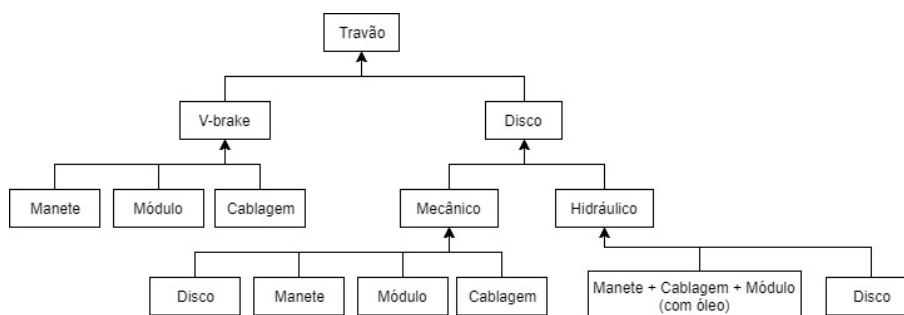 Travão
V-brake
Disco
Manete
Módulo
Cablagem
Mecânico
Hidráulico
Disco
Manete
Módulo
Cablagem
Manete + Cablagem + Módulo
(com óleo)
Disco